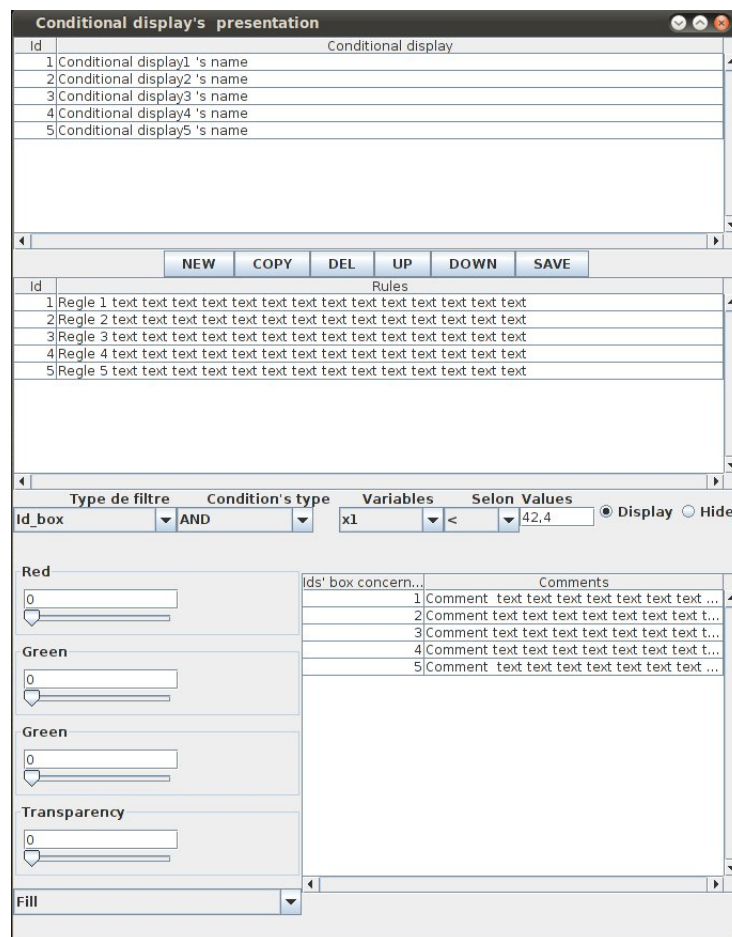 Conditional display's presentation
Id Conditional display
1 Conditional display1 's name
2 Conditional display2 's name
3 Conditional display3 's name
4 Conditional display4 's name
5 Conditional display5 's name
NEW COPY DEL UP DOWN SAVE
Id Rules
1 Regle 1 text text text text text text text text text text text text text text
2 Regle 2 text text text text text text text text text text text text text text
3 Regle 3 text text text text text text text text text text text text text text
4 Regle 4 text text text text text text text text text text text text text text
5 Regle 5 text text text text text text text text text text text text text text
Type de filtre Condition's type Variables Selon Values
Id_box AND x1 < 42,4 Display Hide
Red
0
Green
0
Green
0
Transparency
0
Fill
Ids' box concern... Comments
1 Comment text text text text text text text ...
2 Comment text text text text text text text t...
3 Comment text text text text text text text t...
4 Comment text text text text text text text t...
5 Comment text text text text text text text ...